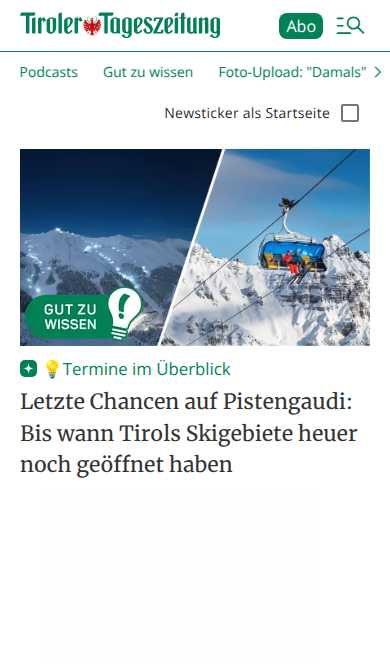 Tiroler Tageszeitung
Abo
Podcasts Gut zu wissen Foto-Upload: "Damals"
Newsticker als Startseite
GUT ZU
WISSEN
Termine im Überblick
Letzte Chancen auf Pistengaudi:
Bis wann Tirols Skigebiete heuer
noch geöffnet haben